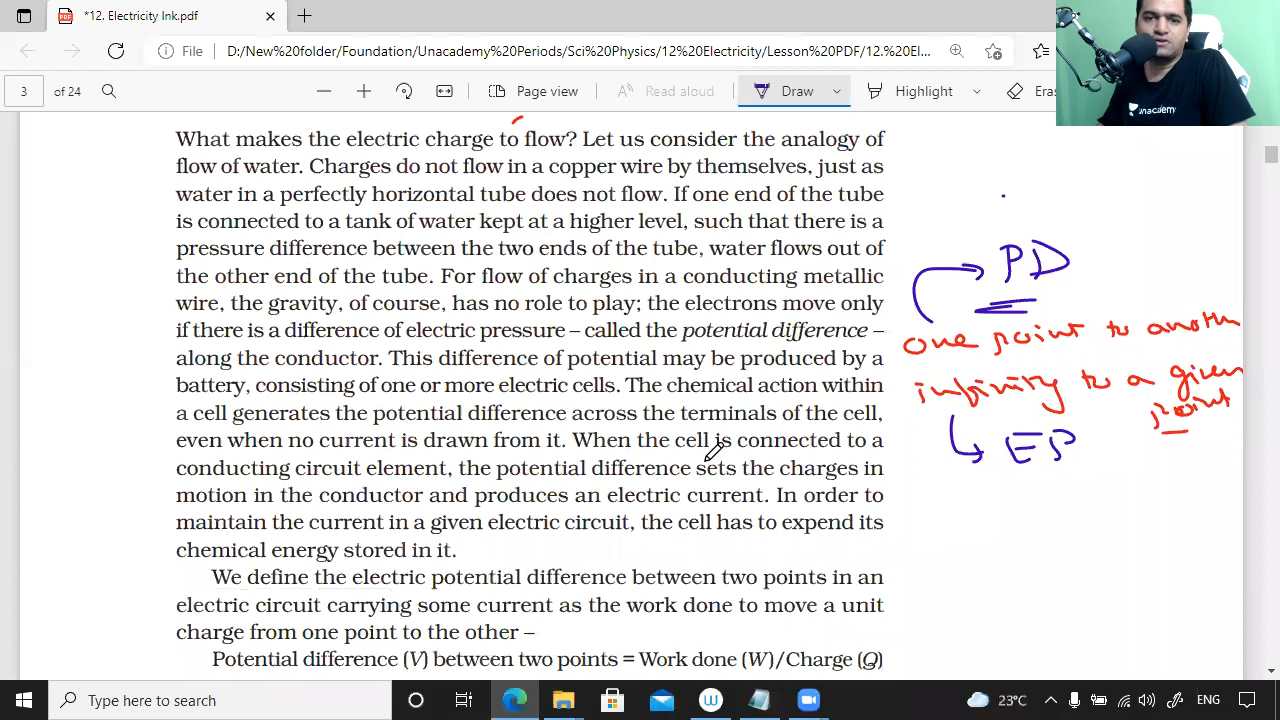 *12. Electricity Ink.pdf
File
D:/New%20folder/Foundation/Unacademy%20Periods/Sci%20Physics/12%20Electricity/Lesson%20PDF/12.%20El...
3 of 24
Page view
Read aloud
Draw
Highlight
Eras
unacademy
What makes the electric charge to flow? Let us consider the analogy of
flow of water. Charges do not flow in a copper wire by themselves, just as
water in a perfectly horizontal tube does not flow. If one end of the tube
is connected to a tank of water kept at a higher level, such that there is a
pressure difference between the two ends of the tube, water flows out of
the other end of the tube. For flow of charges in a conducting metallic
wire, the gravity, of course, has no role to play; the electrons move only
if there is a difference of electric pressure – called the potential difference –
along the conductor. This difference of potential may be produced by a
battery, consisting of one or more electric cells. The chemical action within
a cell generates the potential difference across the terminals of the cell,
even when no current is drawn from it. When the cell is connected to a
conducting circuit element, the potential difference sets the charges in
motion in the conductor and produces an electric current. In order to
maintain the current in a given electric circuit, the cell has to expend its
chemical energy stored in it.
We define the electric potential difference between two points in an
electric circuit carrying some current as the work done to move a unit
charge from one point to the other –
Potential difference (V) between two points = Work done (W)/Charge (Q)
PD
one point to anoth
infinity to a given
point
EP
Type here to search
23°C
ENG